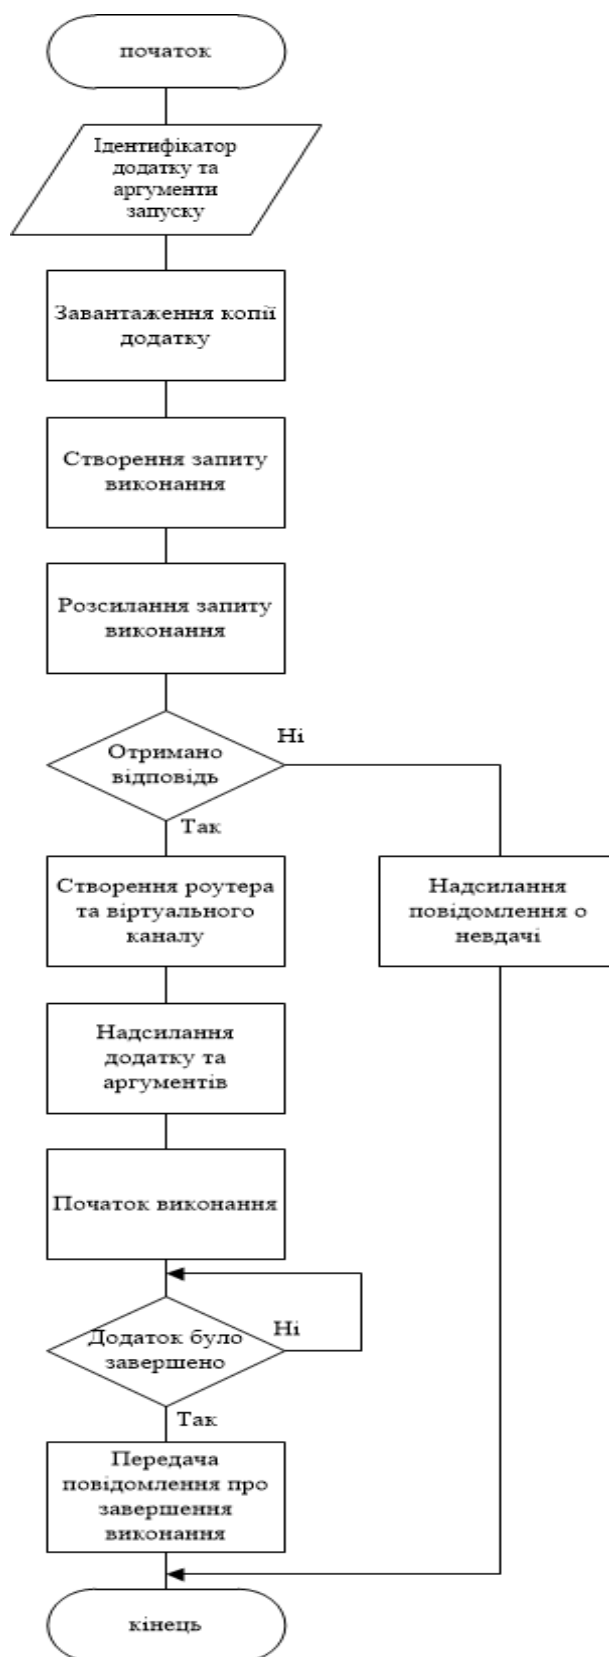 початок
Ідентифікатор
додатку та
аргументи
запуску
Завантаження копії
додатку
Створення запиту
виконання
Розсилання запиту
виконання
Отримано
відповідь
Ні
Так
Створення роутера
та віртуального
каналу
Надсилання
повідомлення о
невдачі
Надсилання
додатку та
аргументів
Початок виконання
Додаток було
завершено
Ні
Так
Передача
повідомлення про
завершення
виконання
кінець